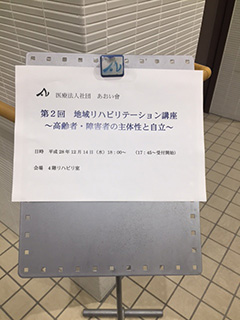 医療法人社団 あおい會
第2回 地域リハビリテーション講座
~高齢者・障害者の主体性と自立~
日時 平成28年12月14日(水)18:00~ (17:45~受付開始)
会場 4階リハビリ室